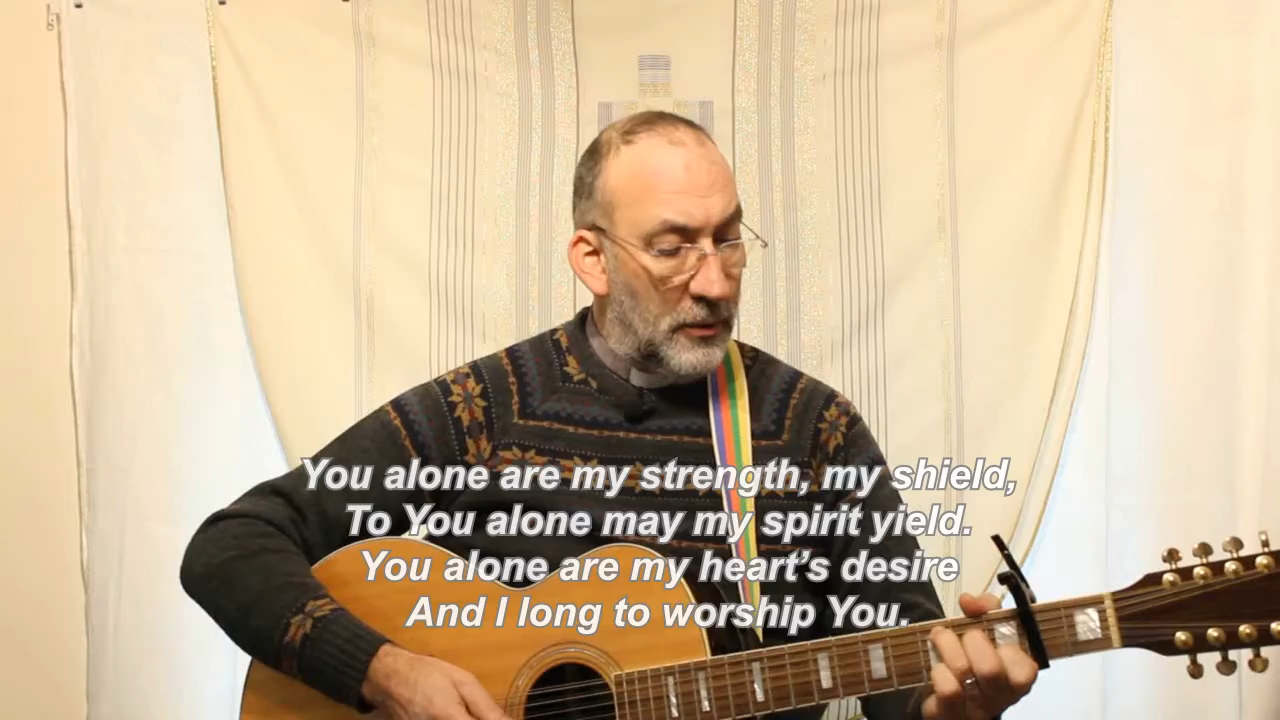 You alone are my strength, my shield,
To You alone may my spirit yield.
You alone are my heart’s desire
And I long to worship You.